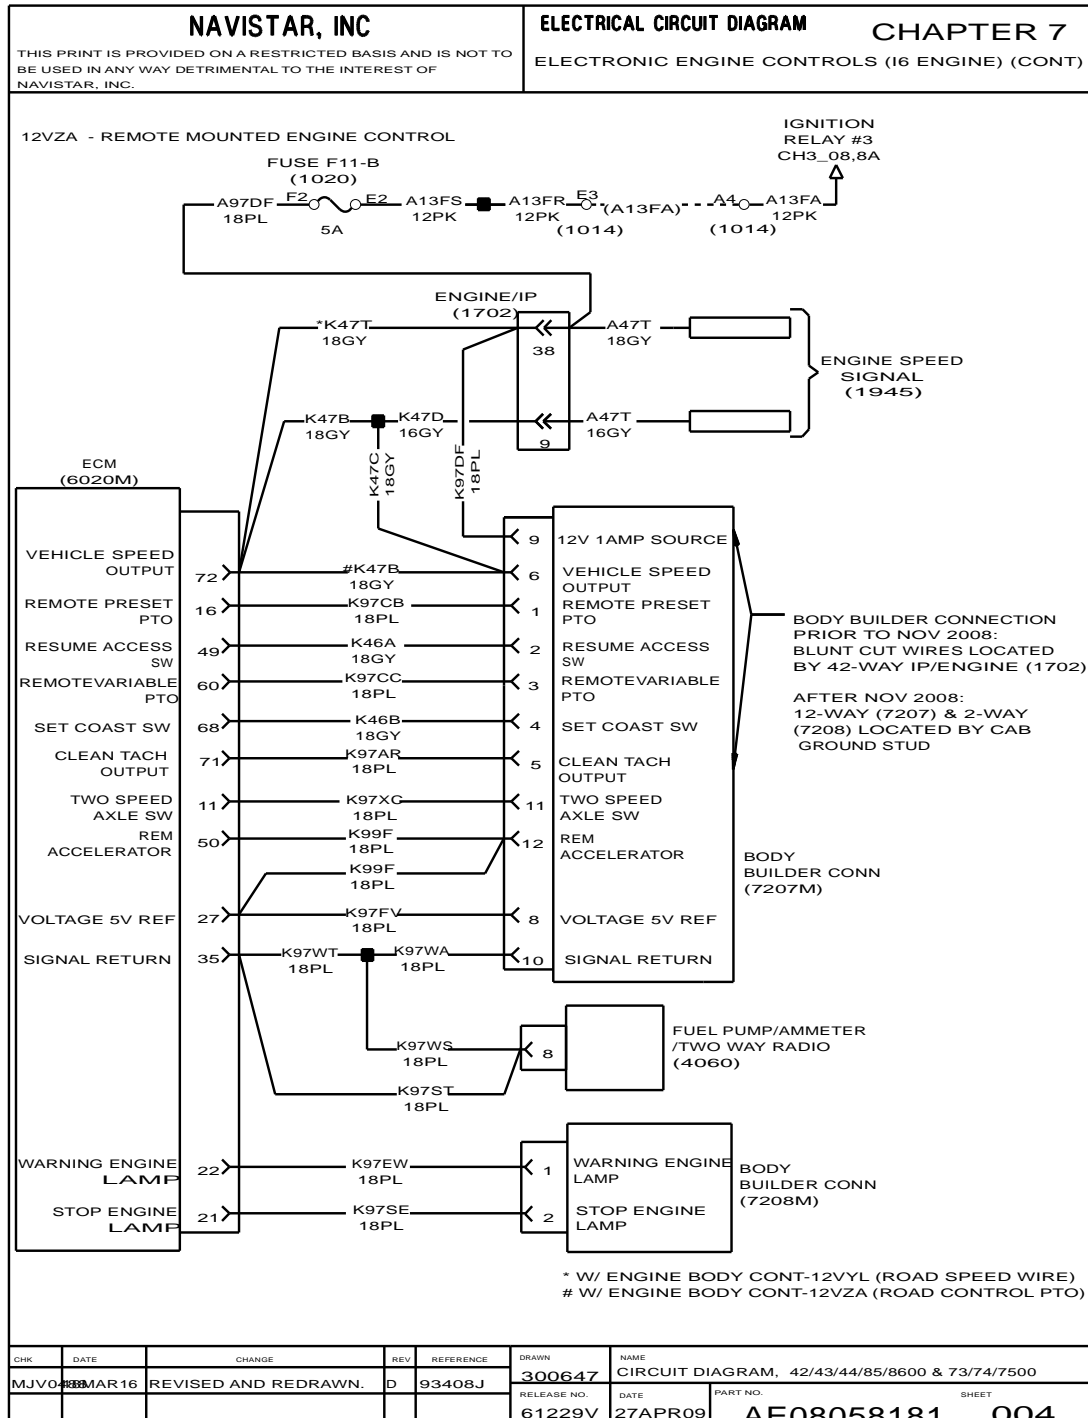 NAVISTAR, INC
THIS PRINT IS PROVIDED ON A RESTRICTED BASIS AND IS NOT TO
BE USED IN ANY WAY DETRIMENTAL TO THE INTEREST OF
NAVISTAR, INC.
ELECTRICAL CIRCUIT DIAGRAM
CHAPTER 7
ELECTRONIC ENGINE CONTROLS (I6 ENGINE) (CONT)
12VZA - REMOTE MOUNTED ENGINE CONTROL
IGNITION
RELAY #3
CH3_08,8A
FUSE F11-B
(1020)
A97DF
18PL
F2
5A
E2
A13FS
12PK
A13FR
12PK
E3
(1014)
(A13FA)
A4
(1014)
A13FA
12PK
ENGINE/IP
(1702)
*K47T
18GY
38
A47T
18GY
ENGINE SPEED
SIGNAL
(1945)
K47B
18GY
K47D
16GY
9
A47T
16GY
K47C
18GY
K97DF
18PL
ECM
(6020M)
9
12V 1AMP SOURCE
VEHICLE SPEED
OUTPUT
72
#K47B
18GY
6
VEHICLE SPEED
OUTPUT
REMOTE PRESET
PTO
16
K97CB
18PL
1
REMOTE PRESET
PTO
RESUME ACCESS
SW
49
K46A
18GY
2
RESUME ACCESS
SW
REMOTEVARIABLE
PTO
60
K97CC
18PL
3
REMOTEVARIABLE
PTO
SET COAST SW
68
K46B
18GY
4
SET COAST SW
CLEAN TACH
OUTPUT
71
K97AR
18PL
5
CLEAN TACH
OUTPUT
TWO SPEED
AXLE SW
11
K97XC
18PL
11
TWO SPEED
AXLE SW
REM
ACCELERATOR
50
K99F
18PL
12
REM
ACCELERATOR
K99F
18PL
VOLTAGE 5V REF
27
K97FV
18PL
8
VOLTAGE 5V REF
SIGNAL RETURN
35
K97WT
18PL
K97WA
18PL
10
SIGNAL RETURN
BODY BUILDER CONNECTION
PRIOR TO NOV 2008:
BLUNT CUT WIRES LOCATED
BY 42-WAY IP/ENGINE (1702)
AFTER NOV 2008:
12-WAY (7207) & 2-WAY
(7208) LOCATED BY CAB
GROUND STUD
BODY
BUILDER CONN
(7207M)
K97WS
18PL
8
FUEL PUMP/AMMETER
/TWO WAY RADIO
(4060)
K97ST
18PL
WARNING ENGINE
LAMP
22
K97EW
18PL
1
WARNING ENGINE
LAMP
STOP ENGINE
LAMP
21
K97SE
18PL
2
STOP ENGINE
LAMP
BODY
BUILDER CONN
(7208M)
* W/ ENGINE BODY CONT-12VYL (ROAD SPEED WIRE)
# W/ ENGINE BODY CONT-12VZA (ROAD CONTROL PTO)
CHK DATE CHANGE REV REFERENCE
REVISED AND REDRAWN. D 93408J
DRAWN
300647
NAME
CIRCUIT DIAGRAM, 42/43/44/85/8600 & 73/74/7500
RELEASE NO.
61229V
DATE
27APR09
PART NO.
AE08058181
SHEET
004